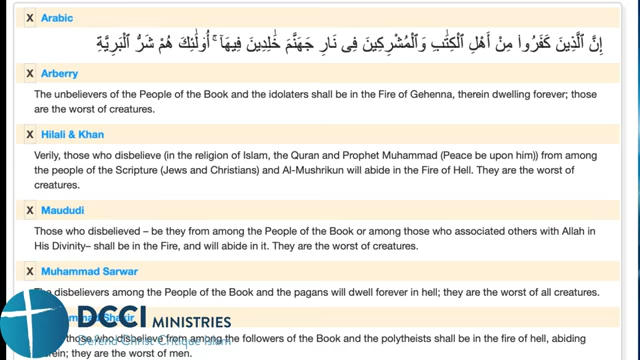 X Arabic
إِنَّ ٱلَّذِينَ كَفَرُوا۟ مِنْ أَهْلِ ٱلْكِتَٰبِ وَٱلْمُشْرِكِينَ فِى نَارِ جَهَنَّمَ خَٰلِدِينَ فِيهَآ ۚ أُو۟لَٰٓئِكَ هُمْ شَرُّ ٱلْبَرِيَّةِ
X Arberry
The unbelievers of the People of the Book and the idolaters shall be in the Fire of Gehenna, therein dwelling forever; those
are the worst of creatures.
X Hilali & Khan
Verily, those who disbelieve (in the religion of Islam, the Quran and Prophet Muhammad (Peace be upon him)) from among
the people of the Scripture (Jews and Christians) and Al-Mushrikun will abide in the Fire of Hell. They are the worst of
creatures.
X Maududi
Those who disbelieved – be they from among the People of the Book or among those who associated others with Allah in
His Divinity– shall be in the Fire, and will abide in it. They are the worst of creatures.
X Muhammad Sarwar
The disbelievers among the People of the Book and the pagans will dwell forever in hell; they are the worst of all creatures.
DCCI MINISTRIES
Defend Christ Critique Islam
those who disbelieve from among the followers of the Book and the polytheists shall be in the fire of hell, abiding
they are the worst of men.